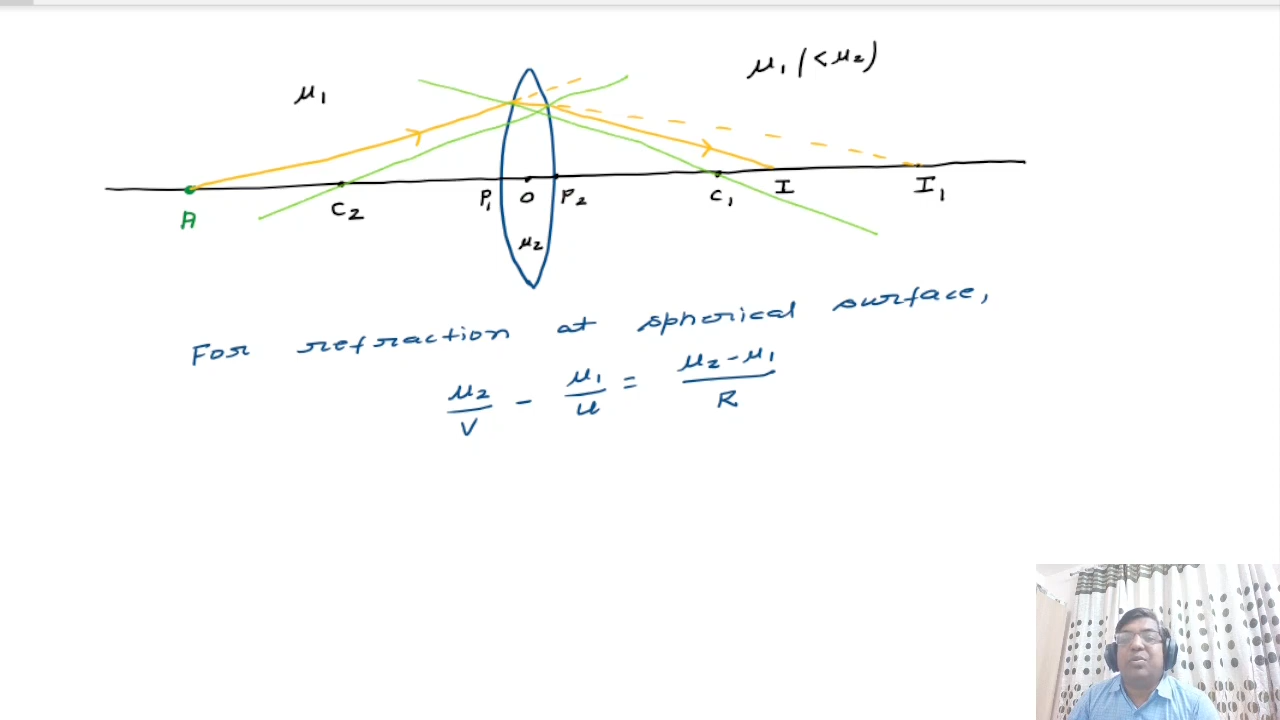 μ₁
μ₁ (<μ₂)
A
C₂
P₁ O P₂
C₁
I
I₁
μ₂
For refraction at spherical surface,
μ₂/V - μ₁/u = μ₂-μ₁/R